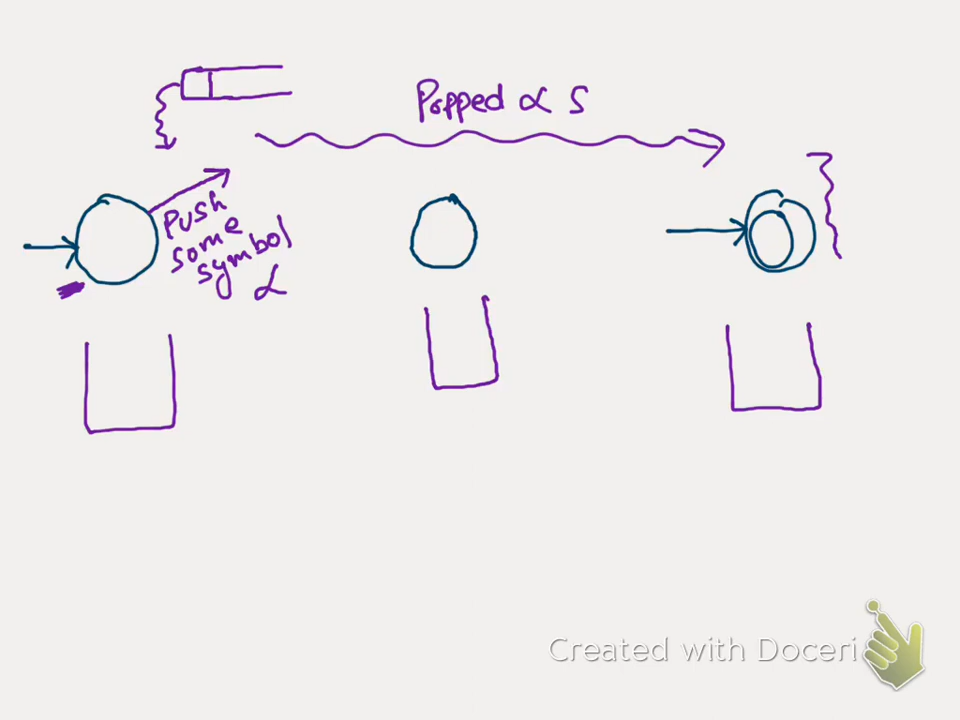 Popped α S
Push
some
symbol
α
Created with Doceri